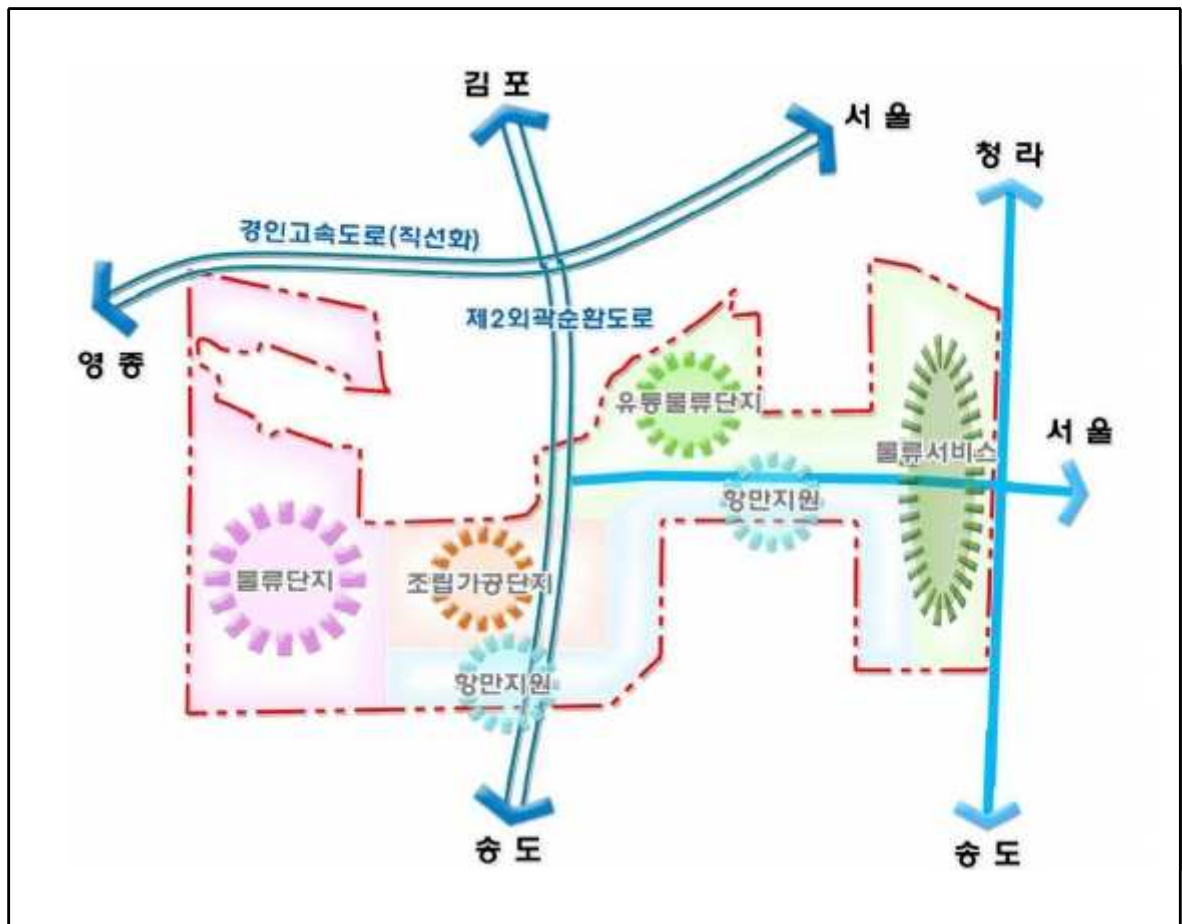 김 포
서 울
청 라
경인고속도로(직선화)
제2외곽순환도로
영 종
유통물류단지
서 울
물류서비스
항만지원
물류단지
조립가공단지
항만지원
송 도
송 도